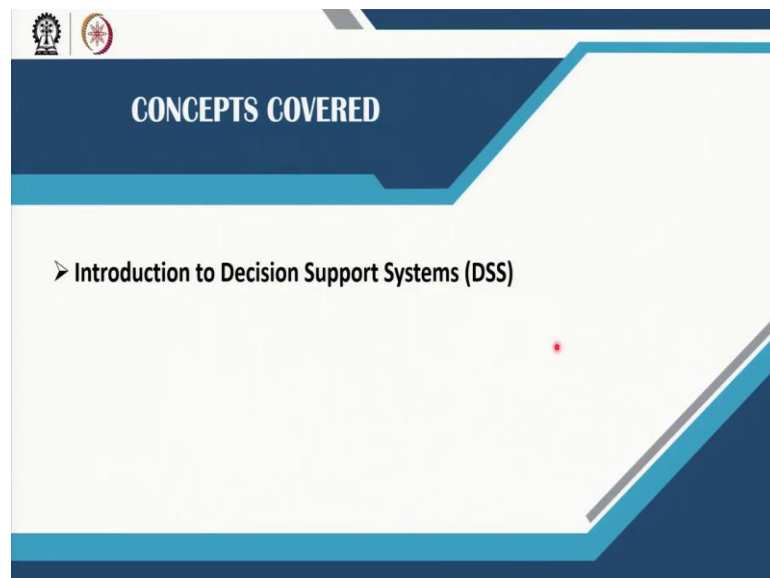 CONCEPTS COVERED
➢ Introduction to Decision Support Systems (DSS)